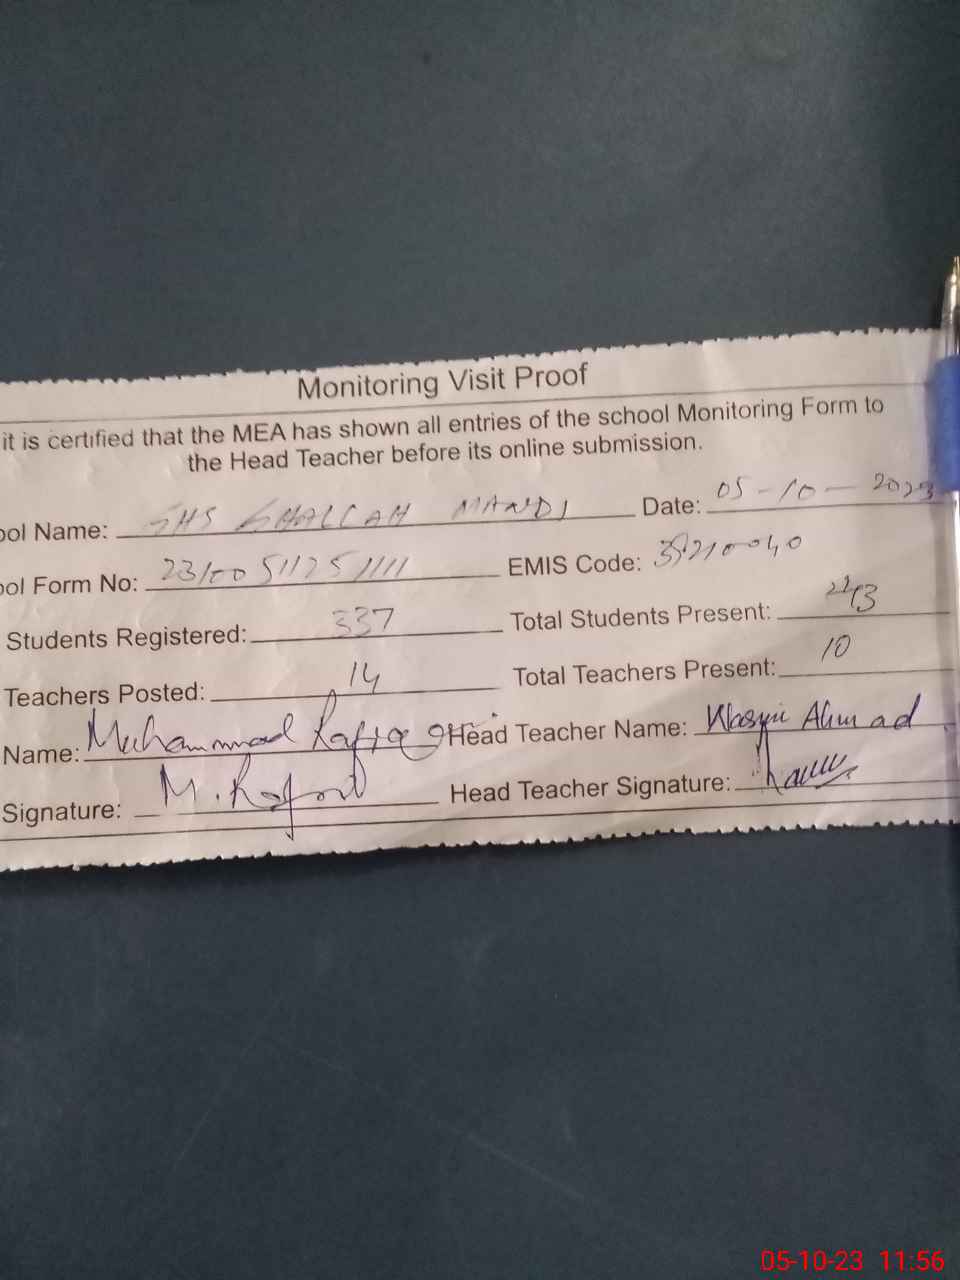 Monitoring Visit Proof
it is certified that the MEA has shown all entries of the school Monitoring Form to
the Head Teacher before its online submission.
ool Name: GHS GHALLAH MANDI Date: 05-10-2023
ool Form No: EMIS Code: 39210040
Students Registered: 337 Total Students Present:
Teachers Posted: 14 Total Teachers Present: 10
Name: Muhammad Rafiq Head Teacher Name: Ahmad
Signature: Head Teacher Signature:
05-10-23 11:56